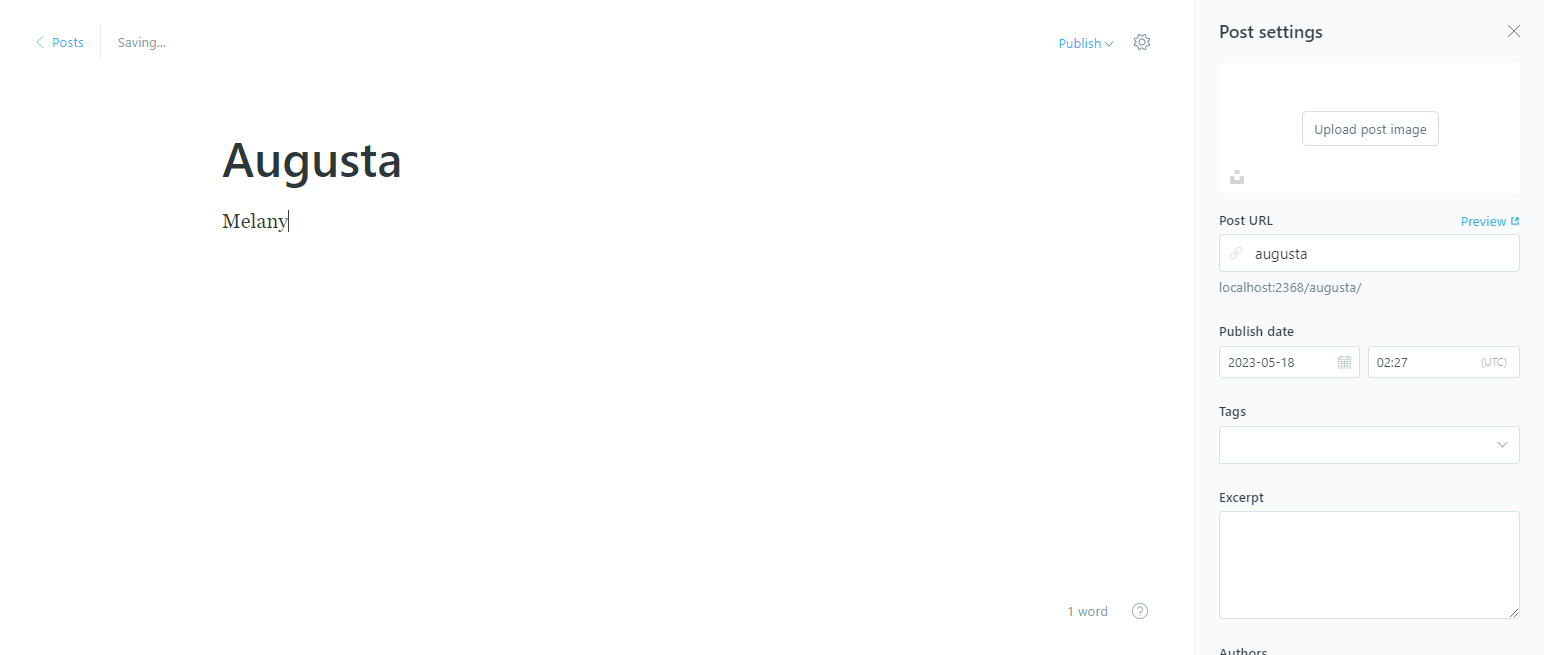 Posts
Saving...
Publish
Augusta
Melany
1 word
?
Post settings
Upload post image
Post URL
Preview
augusta
localhost:2368/augusta/
Publish date
2023-05-18
02:27
(UTC)
Tags
Excerpt
Authors